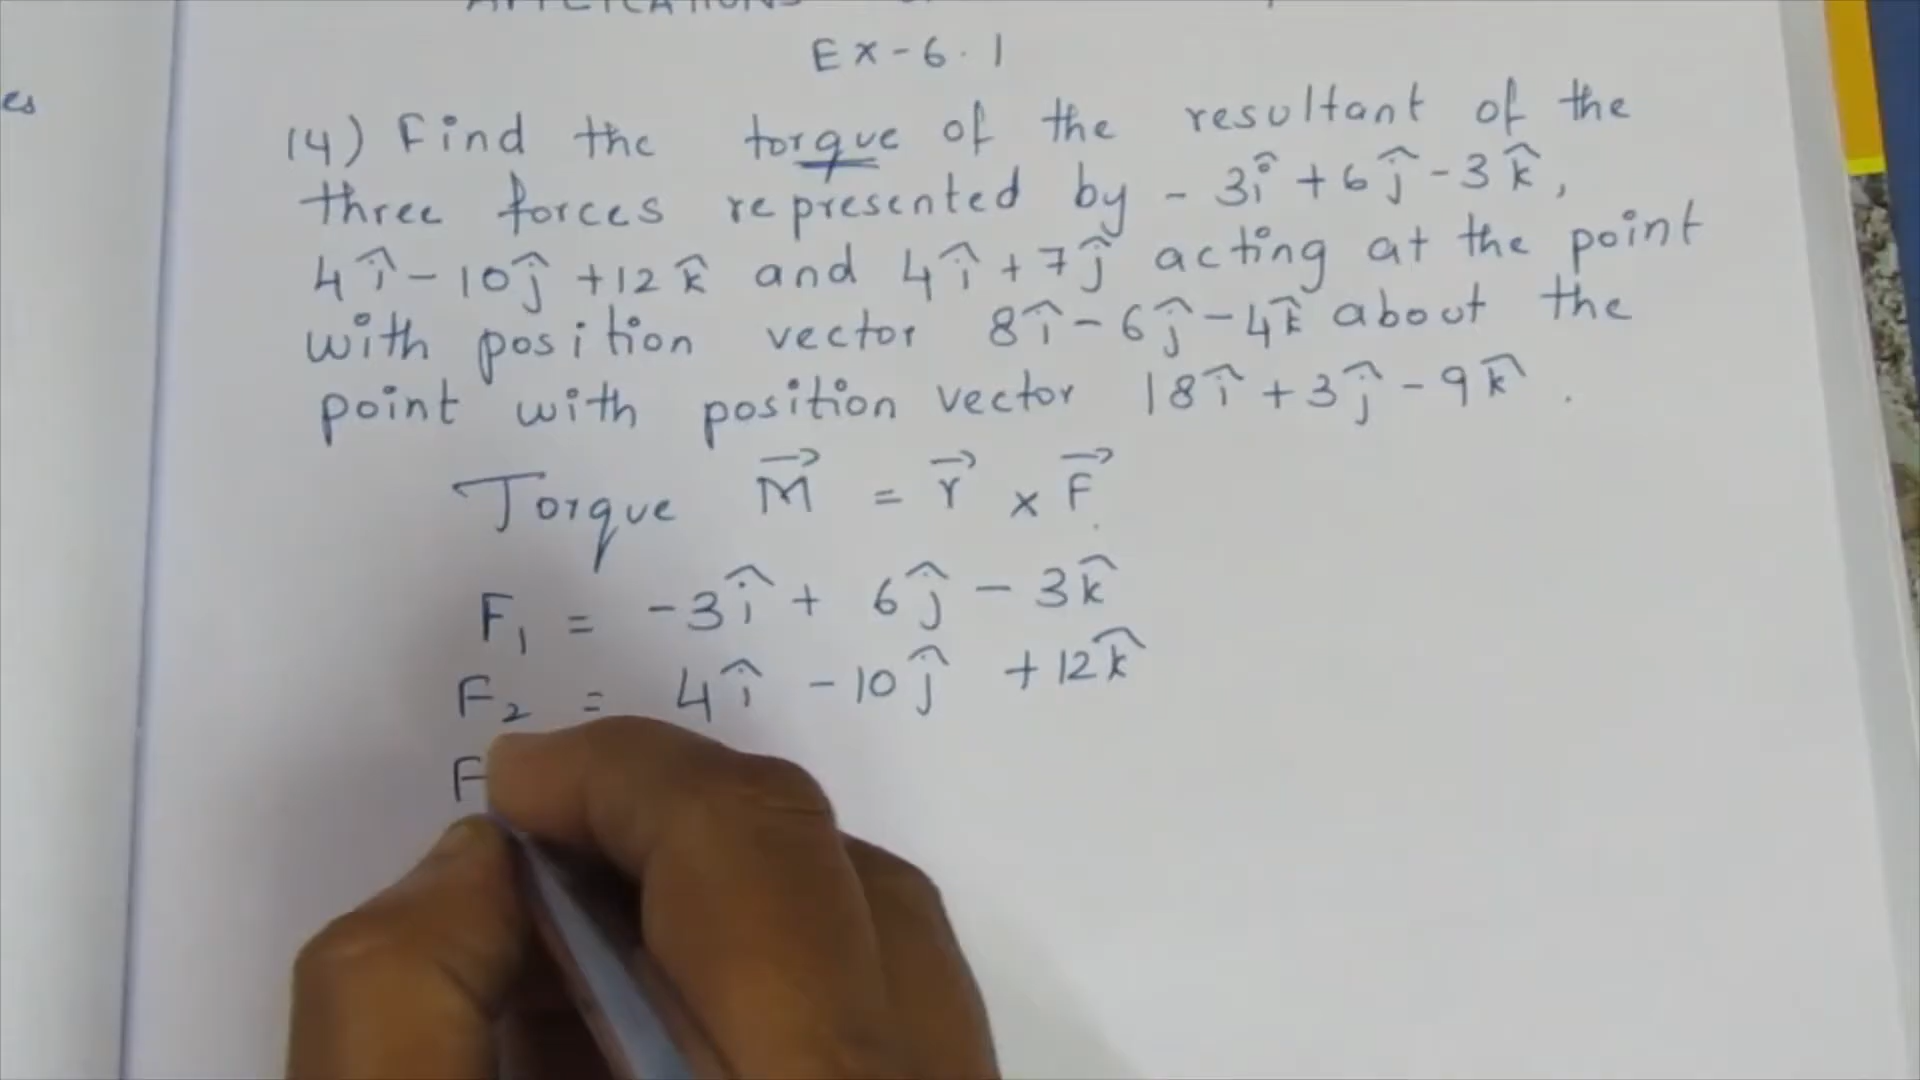 es
Ex-6.1
14) Find the torque of the resultant of the
three forces represented by -3î+6ĵ-3k̂,
4î-10ĵ+12k̂ and 4î+7ĵ acting at the point
with position vector 8î-6ĵ-4k̂ about the
point with position vector 18î+3ĵ-9k̂.
Torque M⃗ = r⃗ × F⃗
F₁ = -3î + 6ĵ - 3k̂
F₂ = 4î -10ĵ +12k̂
F